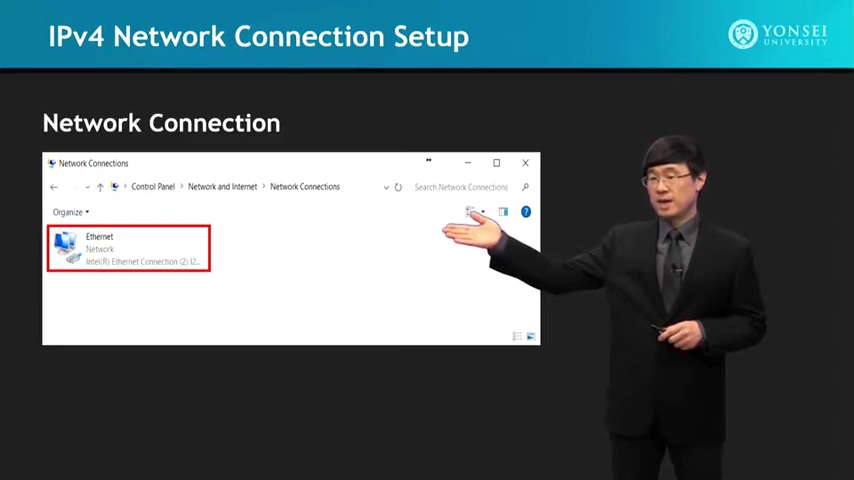 IPv4 Network Connection Setup
YONSEI
UNIVERSITY
Network Connection
Network Connections
Control Panel > Network and Internet > Network Connections
Search Network Connections
Organize
Ethernet
Network
Intel(R) Ethernet Connection (2) I2...